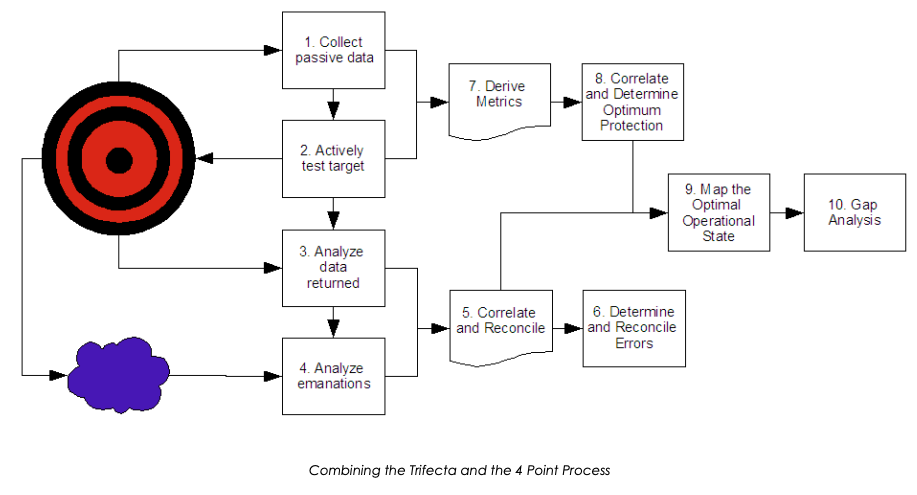 1. Collect
passive data
2. Actively
test target
3. Analyze
data
returned
4. Analyze
emanations
5. Correlate
and Reconcile
6. Determine
and Reconcile
Errors
7. Derive
Metrics
8. Correlate
and Determine
Optimum
Protection
9. Map the
Optimal
Operational
State
10. Gap
Analysis
Combining the Trifecta and the 4 Point Process